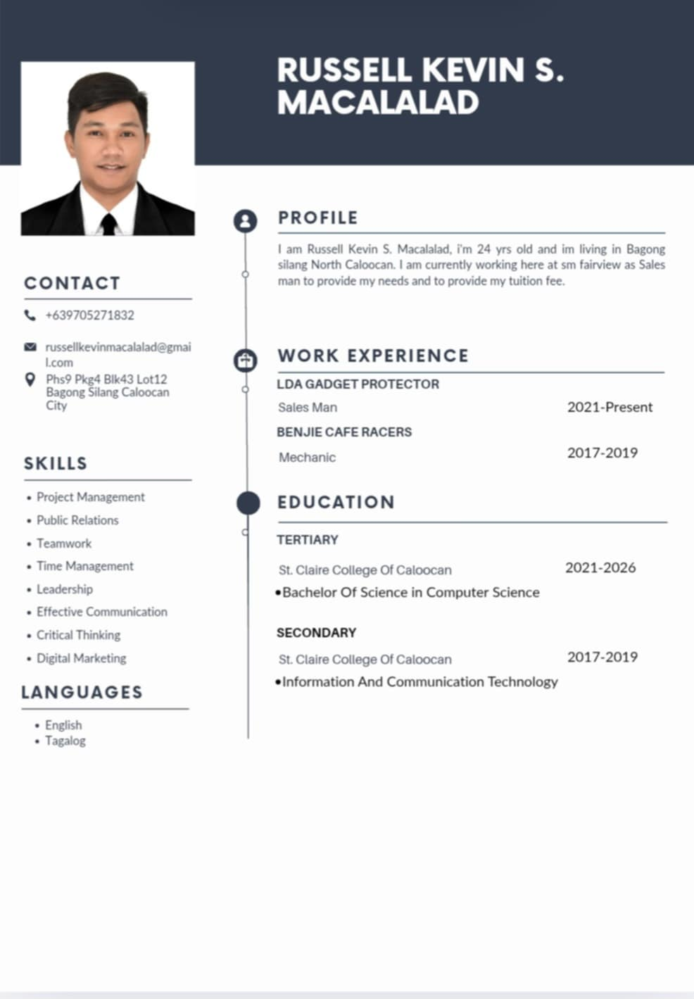 RUSSELL KEVIN S.
MACALALAD
CONTACT
+639705271832
russellkevinmacalalad@gmai
l.com
Phs9 Pkg4 Blk43 Lot12
Bagong Silang Caloocan
City
SKILLS
• Project Management
• Public Relations
• Teamwork
• Time Management
• Leadership
• Effective Communication
• Critical Thinking
• Digital Marketing
LANGUAGES
• English
• Tagalog
PROFILE
I am Russell Kevin S. Macalalad, i'm 24 yrs old and im living in Bagong
silang North Caloocan. I am currently working here at sm fairview as Sales
man to provide my needs and to provide my tuition fee.
WORK EXPERIENCE
LDA GADGET PROTECTOR
Sales Man 2021-Present
BENJIE CAFE RACERS
Mechanic 2017-2019
EDUCATION
TERTIARY
St. Claire College Of Caloocan 2021-2026
•Bachelor Of Science in Computer Science
SECONDARY
St. Claire College Of Caloocan 2017-2019
•Information And Communication Technology